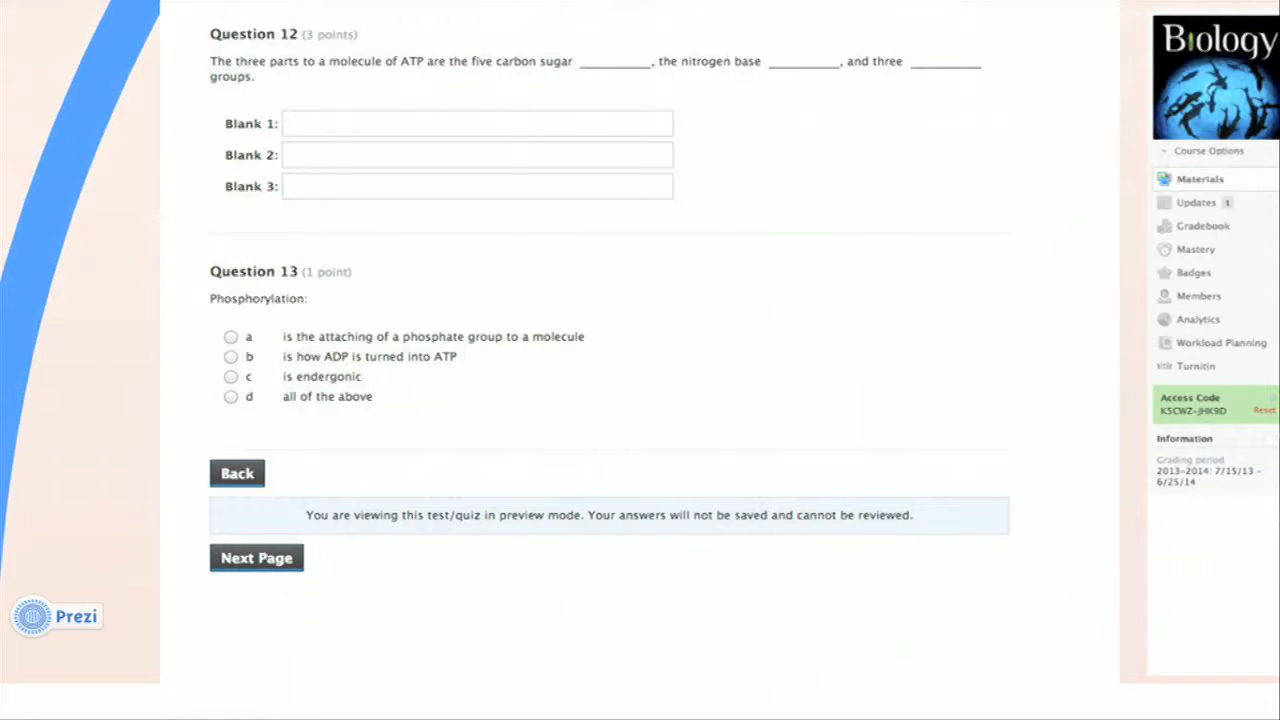 Question 12 (3 points)
The three parts to a molecule of ATP are the five carbon sugar __________, the nitrogen base __________, and three __________
groups.
Blank 1:
Blank 2:
Blank 3:
Question 13 (1 point)
Phosphorylation:
a is the attaching of a phosphate group to a molecule
b is how ADP is turned into ATP
c is endergonic
d all of the above
Back
You are viewing this test/quiz in preview mode. Your answers will not be saved and cannot be reviewed.
Next Page
Prezi
Biology
Course Options
Materials
Updates 1
Gradebook
Mastery
Badges
Members
Analytics
Workload Planning
Turnitin
Access Code
K5CWZ-JHK9D Reset
Information
Grading period
2013-2014: 7/15/13 -
6/25/14